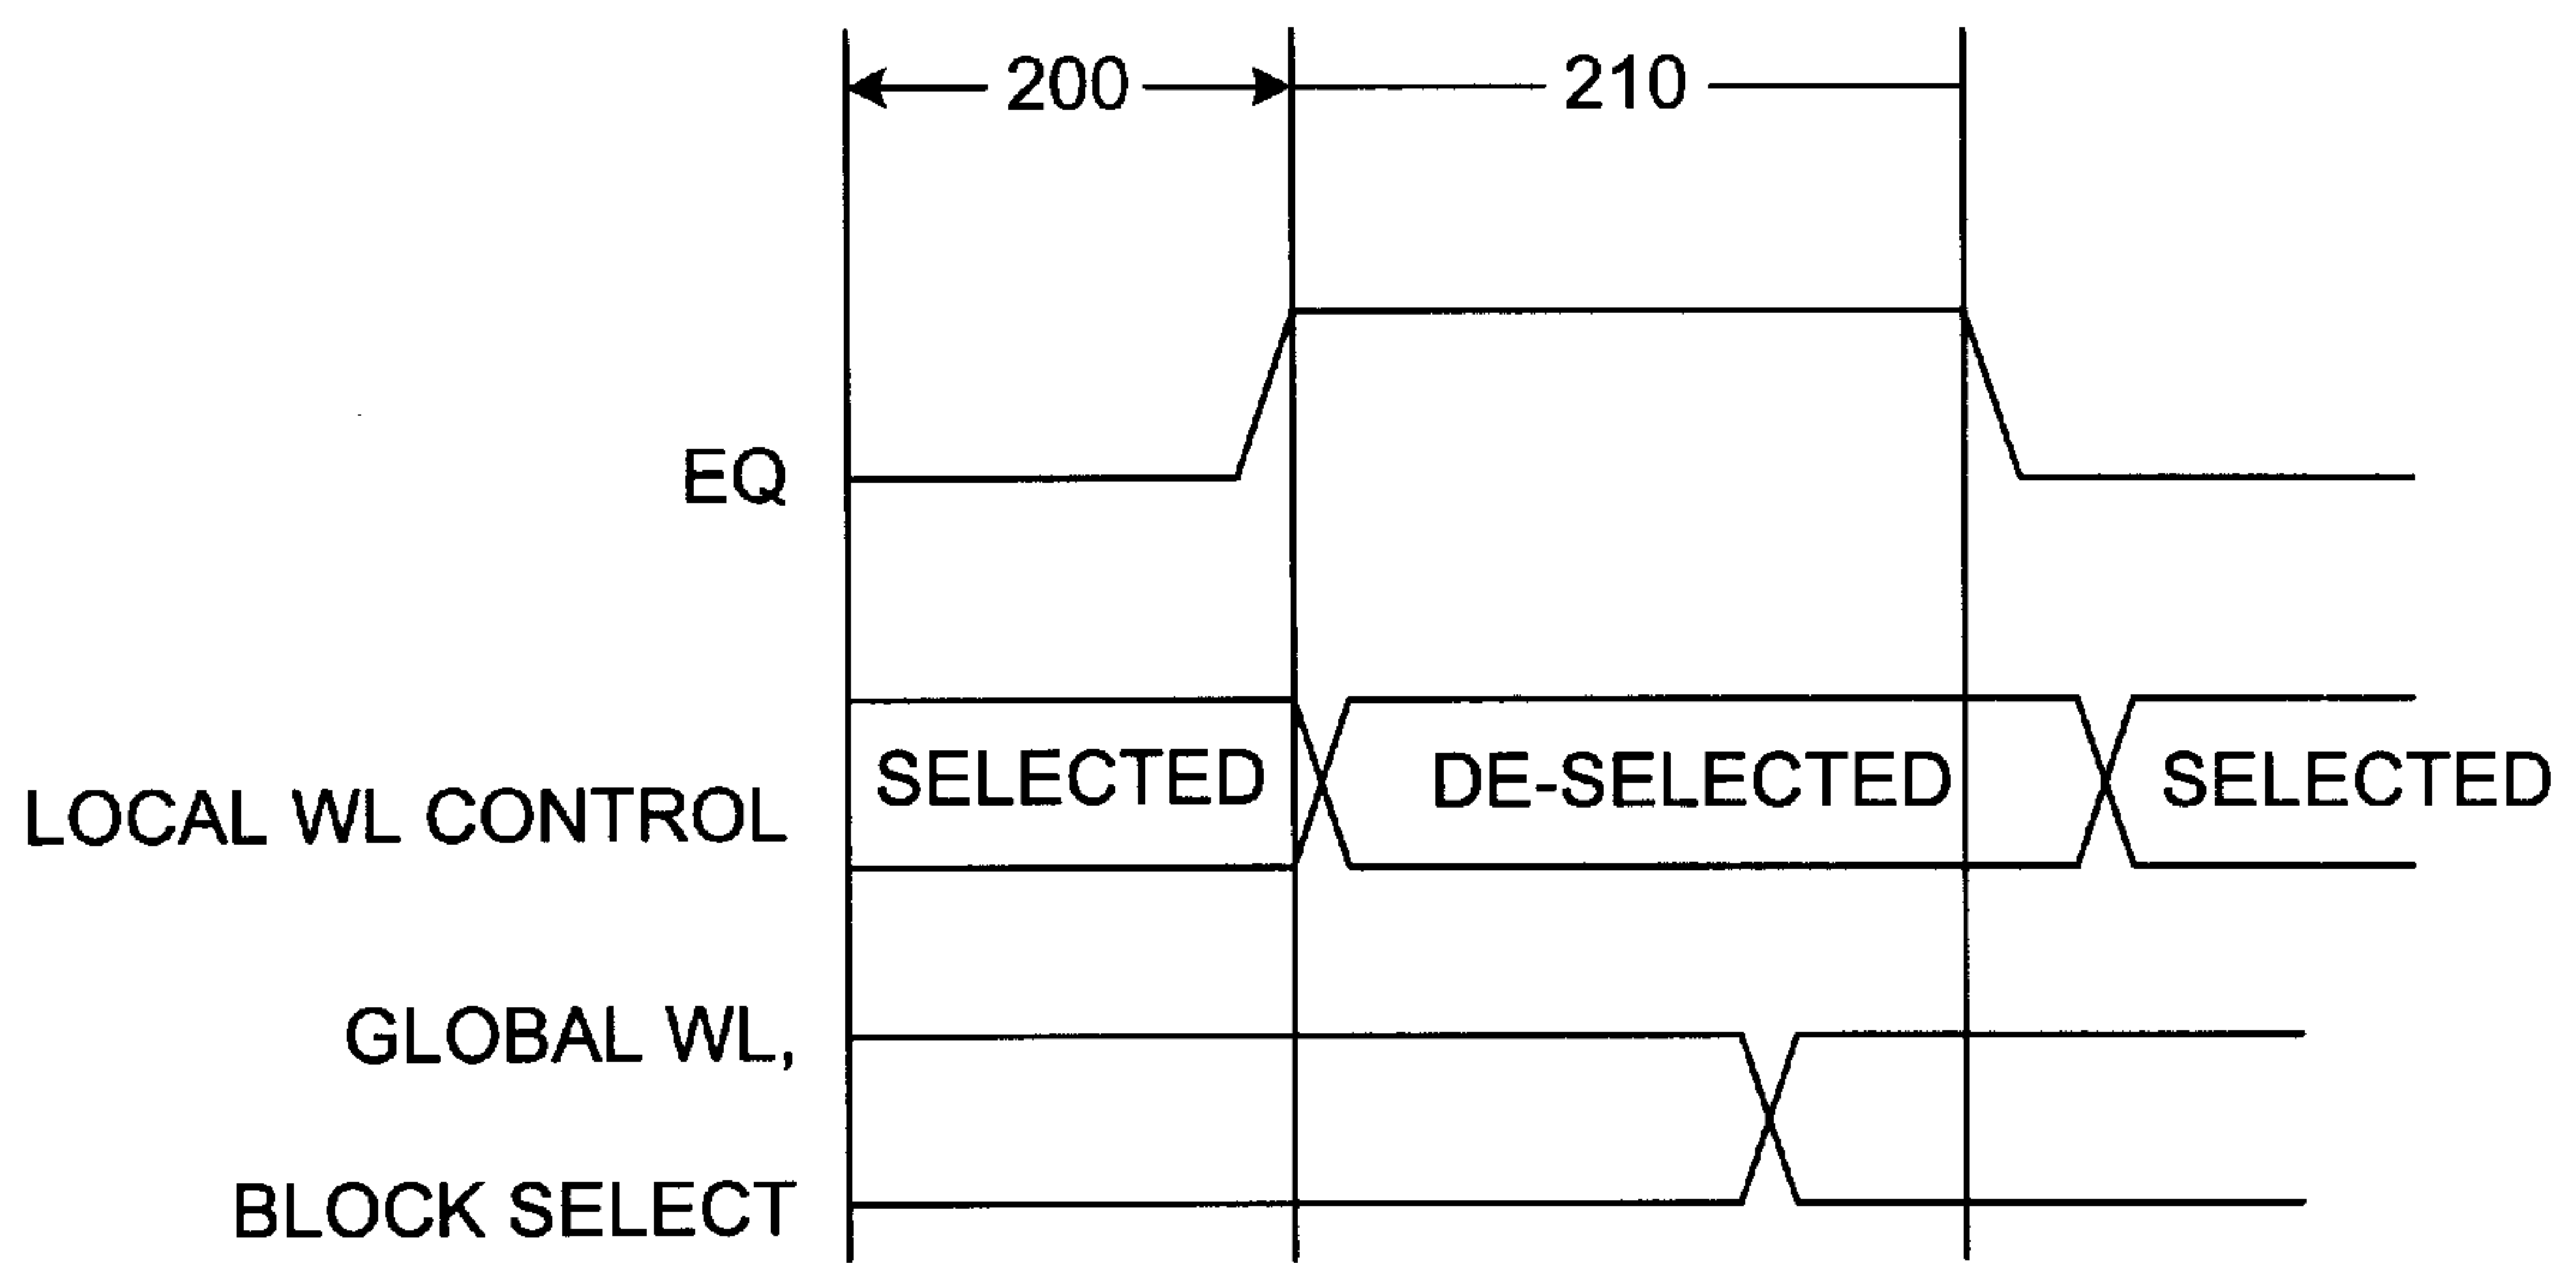 200
210
EQ
LOCAL WL CONTROL
SELECTED
DE-SELECTED
SELECTED
GLOBAL WL,
BLOCK SELECT